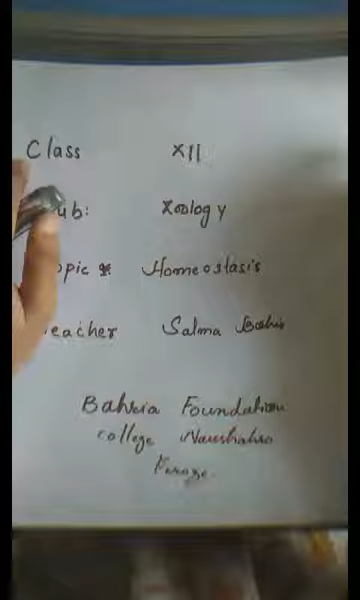 Class XII
ub: Zoology
opic Homeostasis
eacher Salma
Bahria Foundation
college Naushahro
Feroze